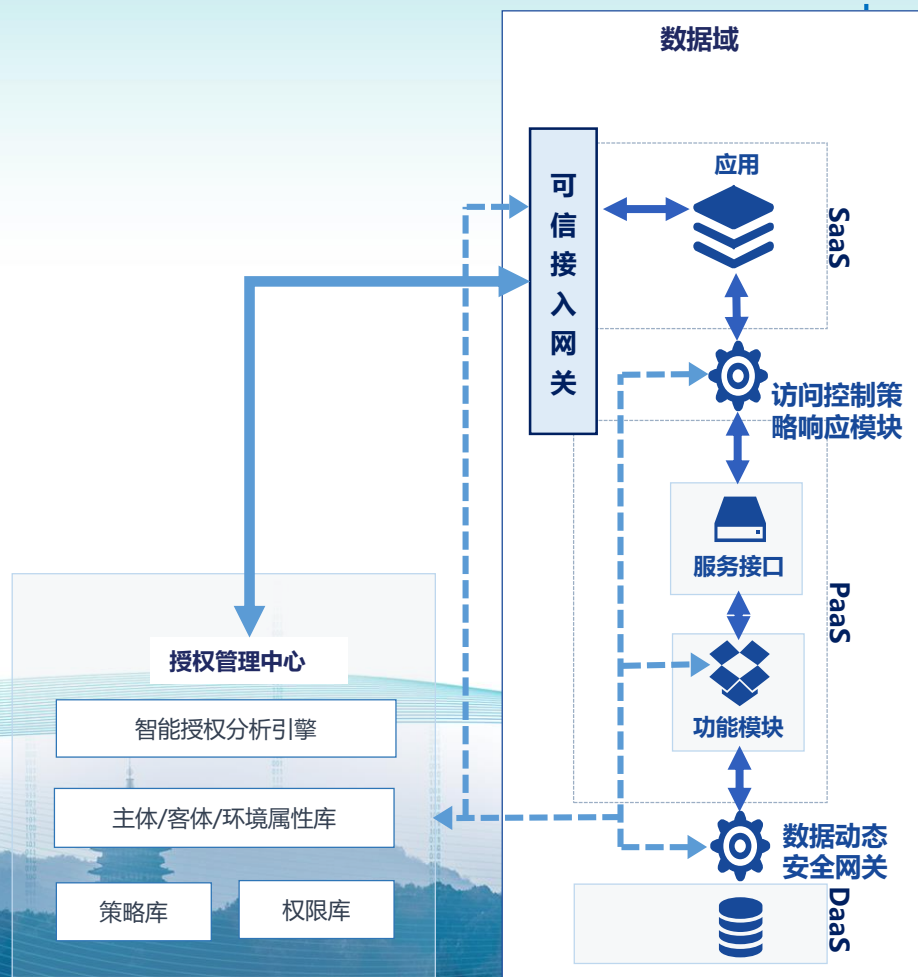 数据域
可信接入网关
应用
SaaS
访问控制策
略响应模块
服务接口
PaaS
功能模块
数据动态
安全网关
DaaS
授权管理中心
智能授权分析引擎
主体/客体/环境属性库
策略库
权限库